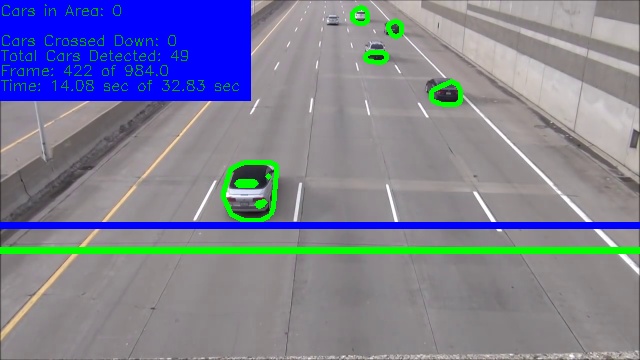 Cars in Area: 0
Cars Crossed Down: 0
Total Cars Detected: 49
Frame: 422 of 984.0
Time: 14.08 sec of 32.83 sec